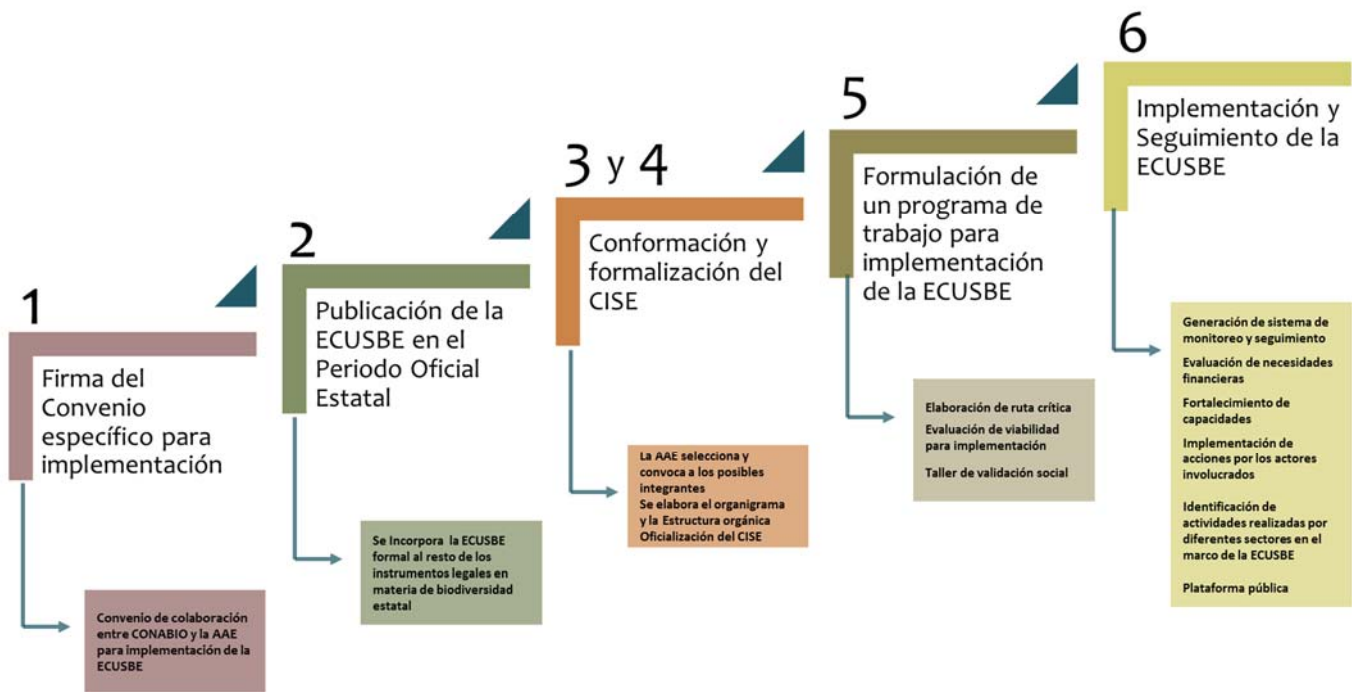 1
Firma del
Convenio
específico para
implementación
Convenio de colaboración
entre CONABIO y la AAE
para implementación de la
ECUSBE
2
Publicación de la
ECUSBE en el
Periodo Oficial
Estatal
Se Incorpora la ECUSBE
formal al resto de los
instrumentos legales en
materia de biodiversidad
estatal
3 y 4
Conformación y
formalización del
CISE
La AAE selecciona y
convoca a los posibles
integrantes
Se elabora el organigrama
y la Estructura orgánica
Oficialización del CISE
5
Formulación de
un programa de
trabajo para
implementación
de la ECUSBE
Elaboración de ruta crítica
Evaluación de viabilidad
para implementación
Taller de validación social
6
Implementación y
Seguimiento de la
ECUSBE
Generación de sistema de
monitoreo y seguimiento
Evaluación de necesidades
financieras
Fortalecimiento de
capacidades
Implementación de
acciones por los actores
involucrados
Identificación de
actividades realizadas por
diferentes sectores en el
marco de la ECUSBE
Plataforma pública